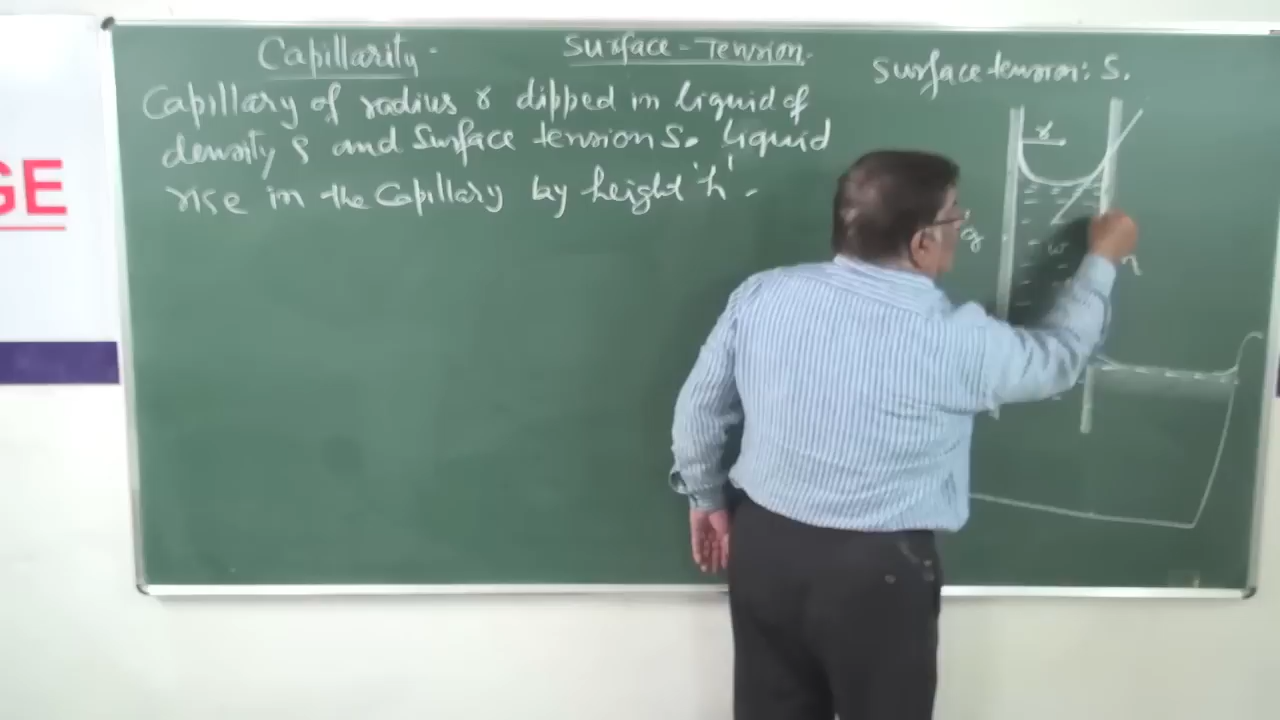 Capillarity.
Surface-Tension.
Surface tension: S.
Capillary of radius r dipped in liquid of
density ρ and Surface tension S. Liquid
rise in the Capillary by height 'h'.
r
w
GE